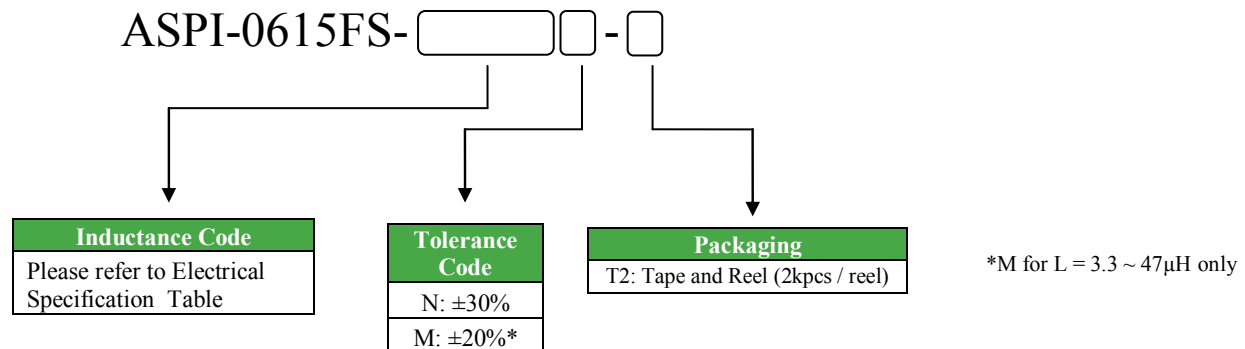 ASPI-0615FS- -
Inductance Code
Please refer to Electrical
Specification Table
Tolerance
Code
N: ±30%
M: ±20%*
Packaging
T2: Tape and Reel (2kpcs / reel)
*M for L = 3.3 ~ 47μH only